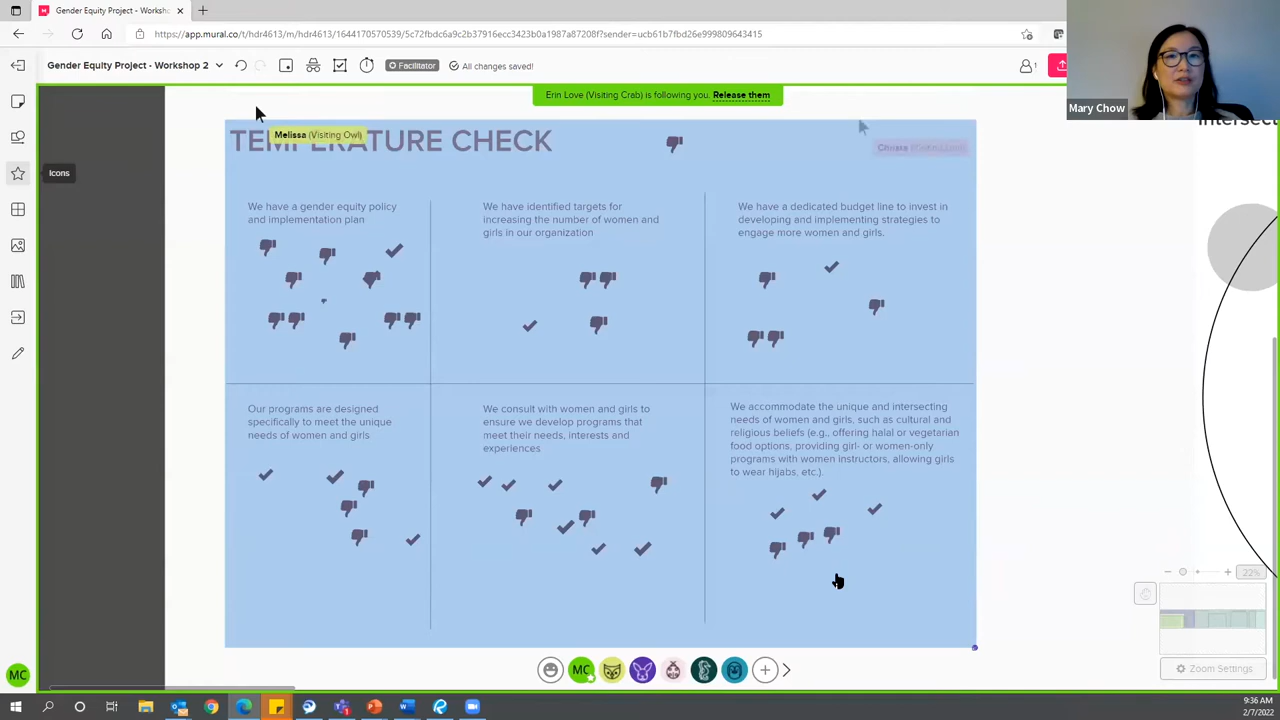 Gender Equity Project - Worksho
https://app.mural.co/t/hdr4613/m/hdr4613/1644170570539/5c72fbdc6a9c2b37916ecc3423b0a1987a87208f?sender=ucb61b7fbd26e999809643415
Gender Equity Project - Workshop 2
Facilitator
All changes saved!
1
Mary Chow
Erin Love (Visiting Crab) is following you. Release them
Melissa (Visiting Owl)
TEMPERATURE CHECK
Icons
We have a gender equity policy
and implementation plan
We have identified targets for
increasing the number of women and
girls in our organization
We have a dedicated budget line to invest in
developing and implementing strategies to
engage more women and girls.
Our programs are designed
specifically to meet the unique
needs of women and girls
We consult with women and girls to
ensure we develop programs that
meet their needs, interests and
experiences
We accommodate the unique and intersecting
needs of women and girls, such as cultural and
religious beliefs (e.g., offering halal or vegetarian
food options, providing girl- or women-only
programs with women instructors, allowing girls
to wear hijabs, etc.).
22%
Zoom Settings
MC
MC
9:36 AM
2/7/2022